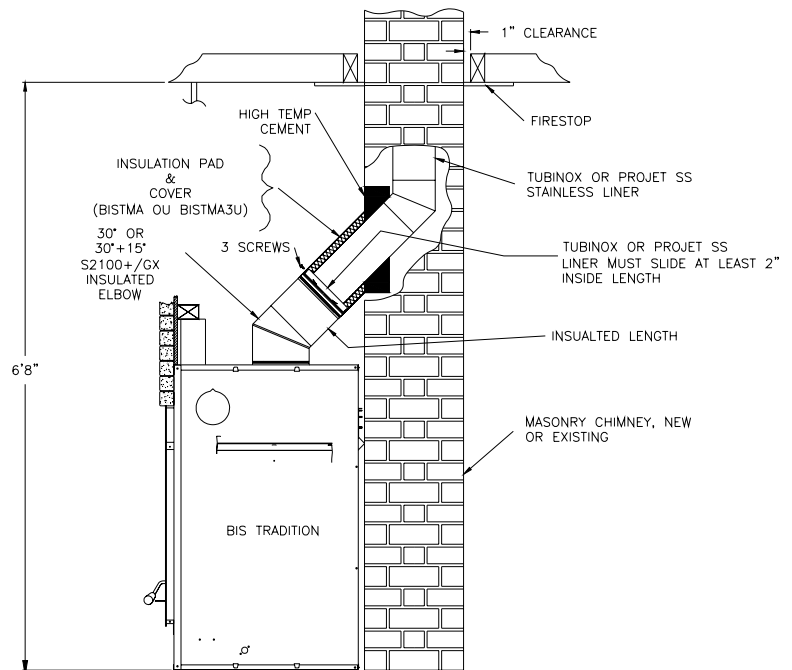 1" CLEARANCE
HIGH TEMP
CEMENT
FIRESTOP
INSULATION PAD
&
COVER
(BISTMA OU BISTMA3U)
TUBINOX OR PROJET SS
STAINLESS LINER
30° OR
30°+15°
S2100+/GX
INSULATED
ELBOW
3 SCREWS
TUBINOX OR PROJET SS
LINER MUST SLIDE AT LEAST 2"
INSIDE LENGTH
INSUALTED LENGTH
6'8"
MASONRY CHIMNEY, NEW
OR EXISTING
BIS TRADITION